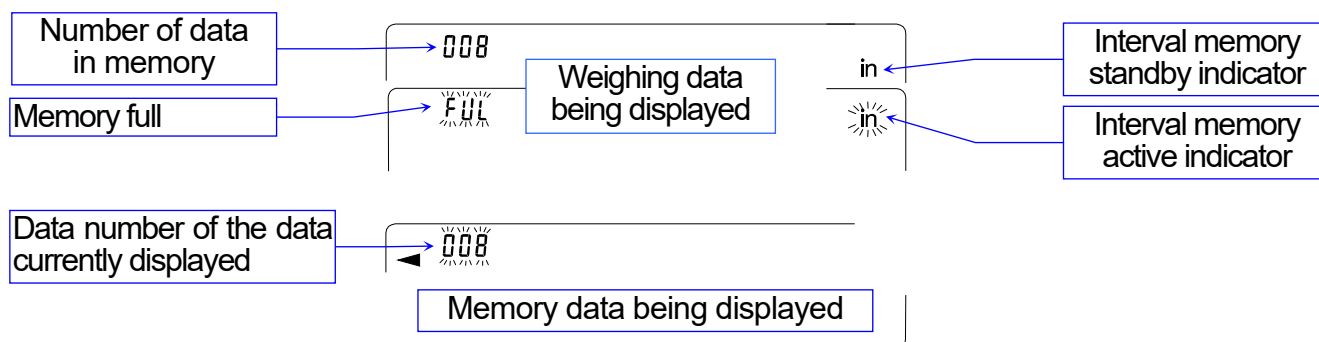 Number of data
in memory
008
Weighing data
being displayed
in
Interval memory
standby indicator
Memory full
FUL
in
Interval memory
active indicator
Data number of the data
currently displayed
008
Memory data being displayed